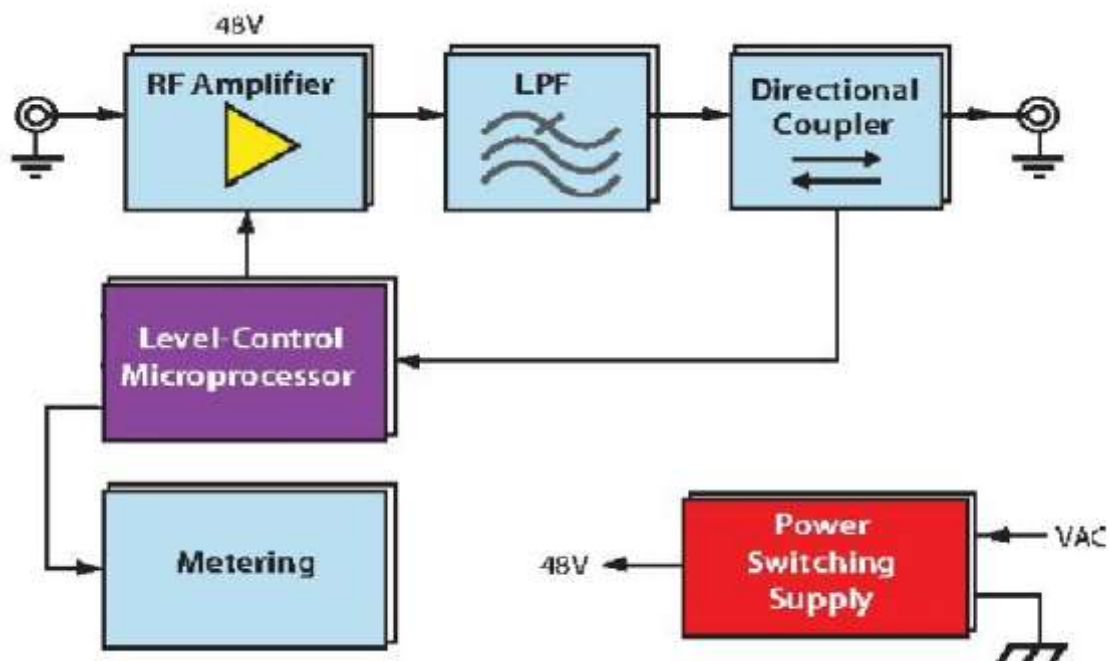 48V
RF Amplifier
LPF
Directional
Coupler
Level-Control
Microprocessor
Metering
Power
Switching
Supply
VAC
48V